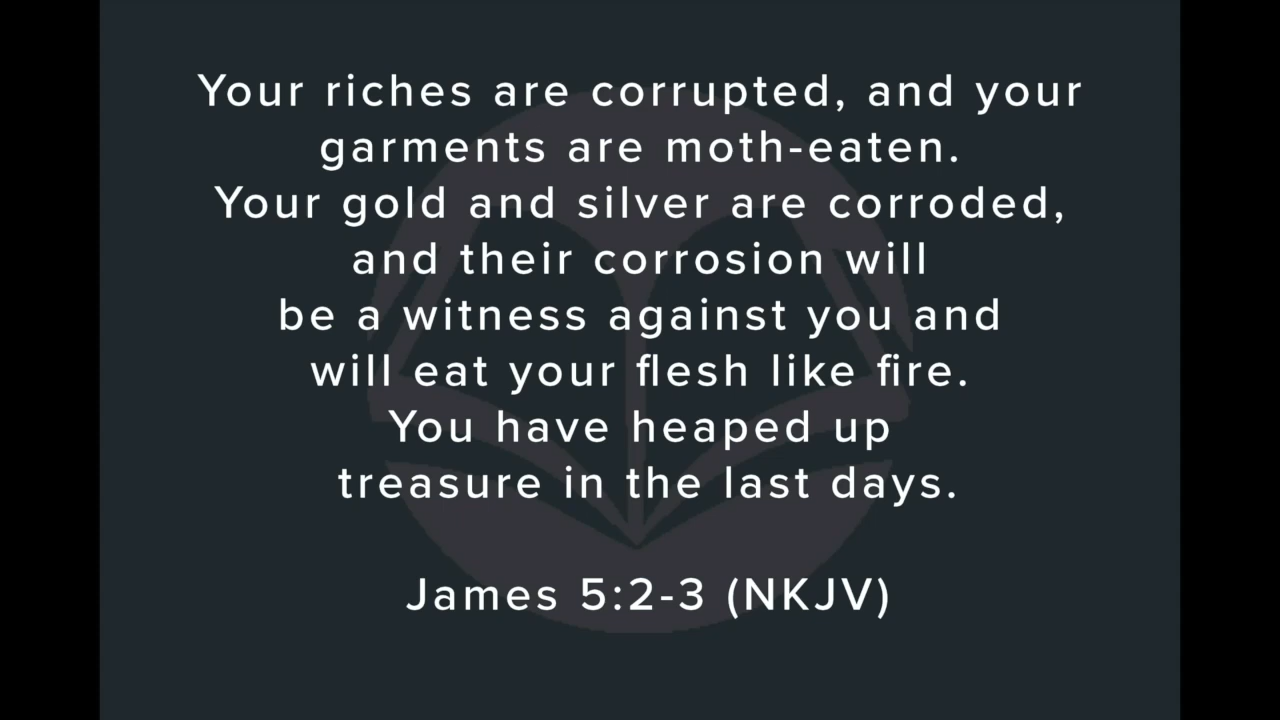 Your riches are corrupted, and your
garments are moth-eaten.
Your gold and silver are corroded,
and their corrosion will
be a witness against you and
will eat your flesh like fire.
You have heaped up
treasure in the last days.
James 5:2-3 (NKJV)